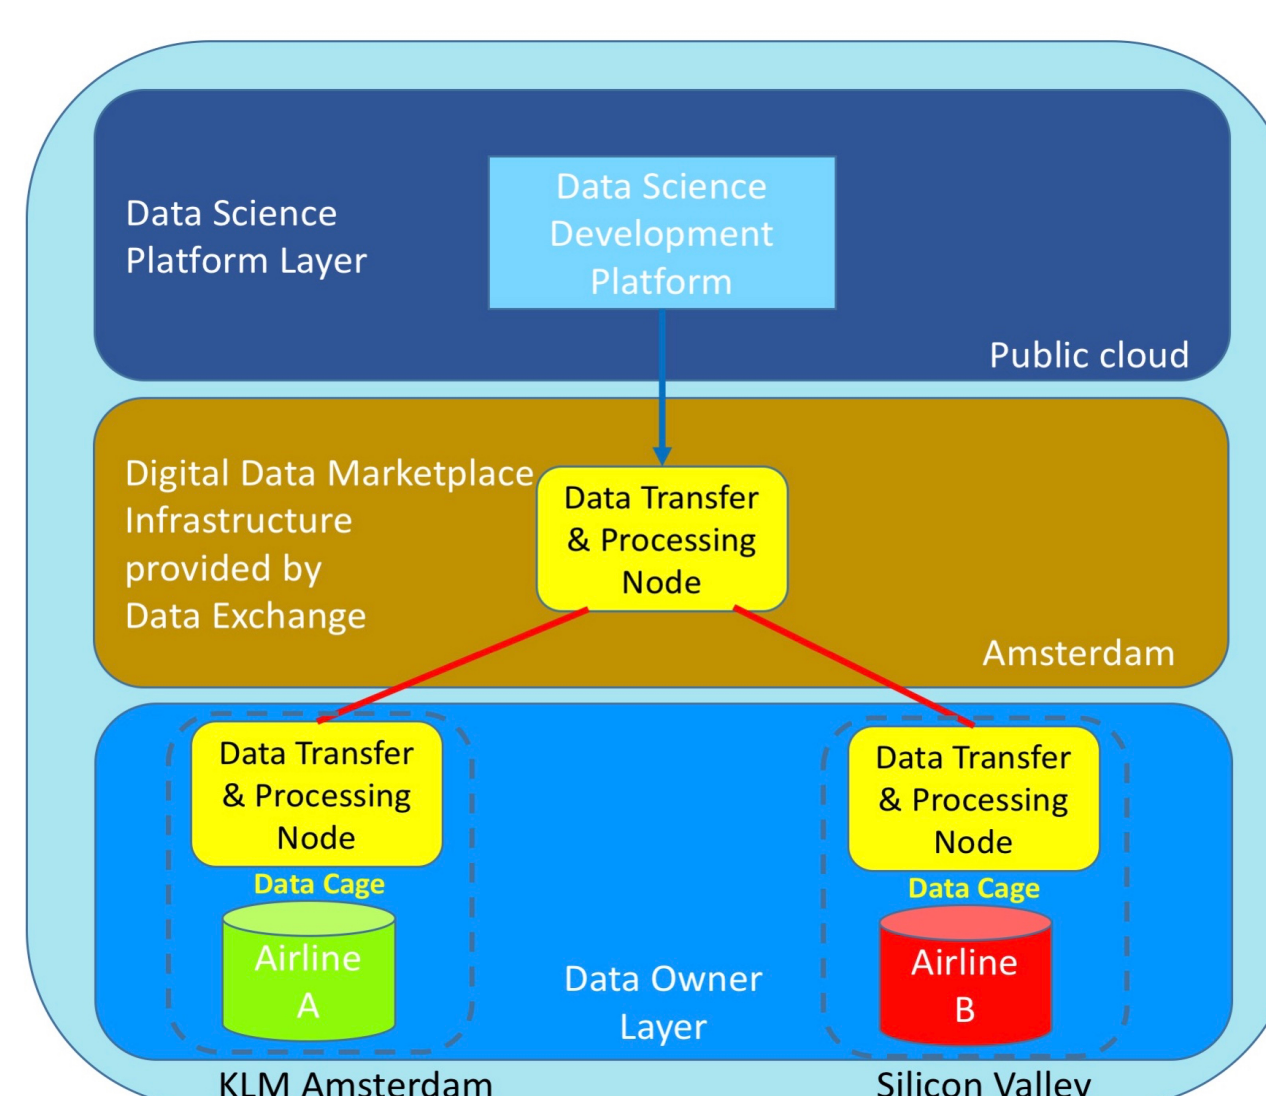 Data Science
Platform Layer
Data Science
Development
Platform
Public cloud
Digital Data Marketplace
Infrastructure
provided by
Data Exchange
Data Transfer
& Processing
Node
Amsterdam
Data Transfer
& Processing
Node
Data Cage
Airline
A
Data Owner
Layer
Data Transfer
& Processing
Node
Data Cage
Airline
B
KLM Amsterdam
Silicon Valley